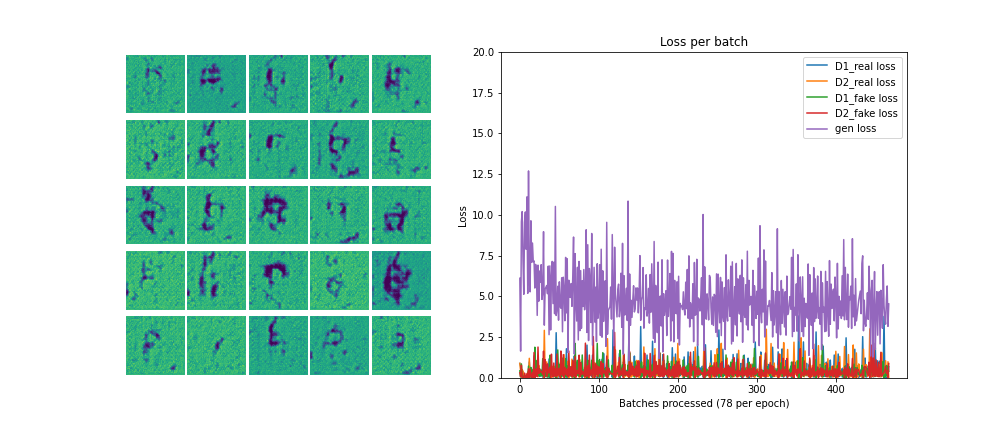 Loss per batch
20.0
17.5
15.0
12.5
10.0
7.5
5.0
2.5
0.0
Loss
D1_real loss
D2_real loss
D1_fake loss
D2_fake loss
gen loss
0 100 200 300 400
Batches processed (78 per epoch)